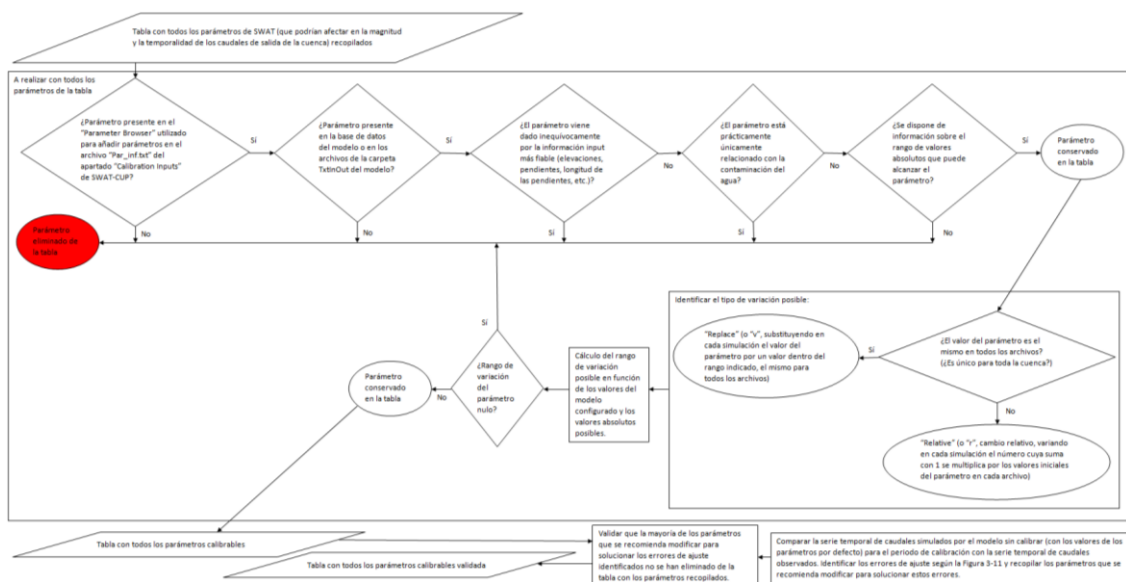 Tabla con todos los parámetros de SWAT (que podrían afectar en la magnitud
y la temporalidad de los caudales de salida de la cuenca) recopilados
A realizar con todos los
parámetros de la tabla
¿Parámetro presente en el
"Parameter Browser" utilizado
para añadir parámetros en el
archivo "Par_inf.txt" del
apartado "Calibration Inputs"
de SWAT-CUP?
Sí
¿Parámetro presente
en la base de datos
del modelo o en los
archivos de la carpeta
TxtInOut del modelo?
Sí
¿El parámetro viene
dado inequívocamente
por la información input
más fiable (elevaciones,
pendientes, longitud de
las pendientes, etc.)?
No
¿El parámetro está
prácticamente
únicamente
relacionado con la
contaminación del
agua?
No
¿Se dispone de
información sobre el
rango de valores
absolutos que puede
alcanzar el
parámetro?
Sí
Parámetro
conservado
en la tabla
No
No
Sí
Sí
No
Parámetro
eliminado de
la tabla
Identificar el tipo de variación posible:
¿El valor del parámetro es el
mismo en todos los archivos?
(¿Es único para toda la cuenca?)
Sí
"Replace" (o "v", substituyendo en
cada simulación el valor del
parámetro por un valor dentro del
rango indicado, el mismo para
todos los archivos)
No
"Relative" (o "r", cambio relativo, variando
en cada simulación el número cuya suma
con 1 se multiplica por los valores iniciales
del parámetro en cada archivo)
Cálculo del rango
de variación
posible en función
de los valores del
modelo
configurado y los
valores absolutos
posibles.
Sí
¿Rango de
variación
del
parámetro
nulo?
No
Parámetro
conservado
en la tabla
Tabla con todos los parámetros calibrables
Tabla con todos los parámetros calibrables validada
Validar que la mayoría de los parámetros
que se recomienda modificar para
solucionar los errores de ajuste
identificados no se han eliminado de la
tabla con los parámetros recopilados.
Comparar la serie temporal de caudales simulados por el modelo sin calibrar (con los valores de los
parámetros por defecto) para el periodo de calibración con la serie temporal de caudales
observados. Identificar los errores de ajuste según la Figura 3-11 y recopilar los parámetros que se
recomienda modificar para solucionar estos errores.